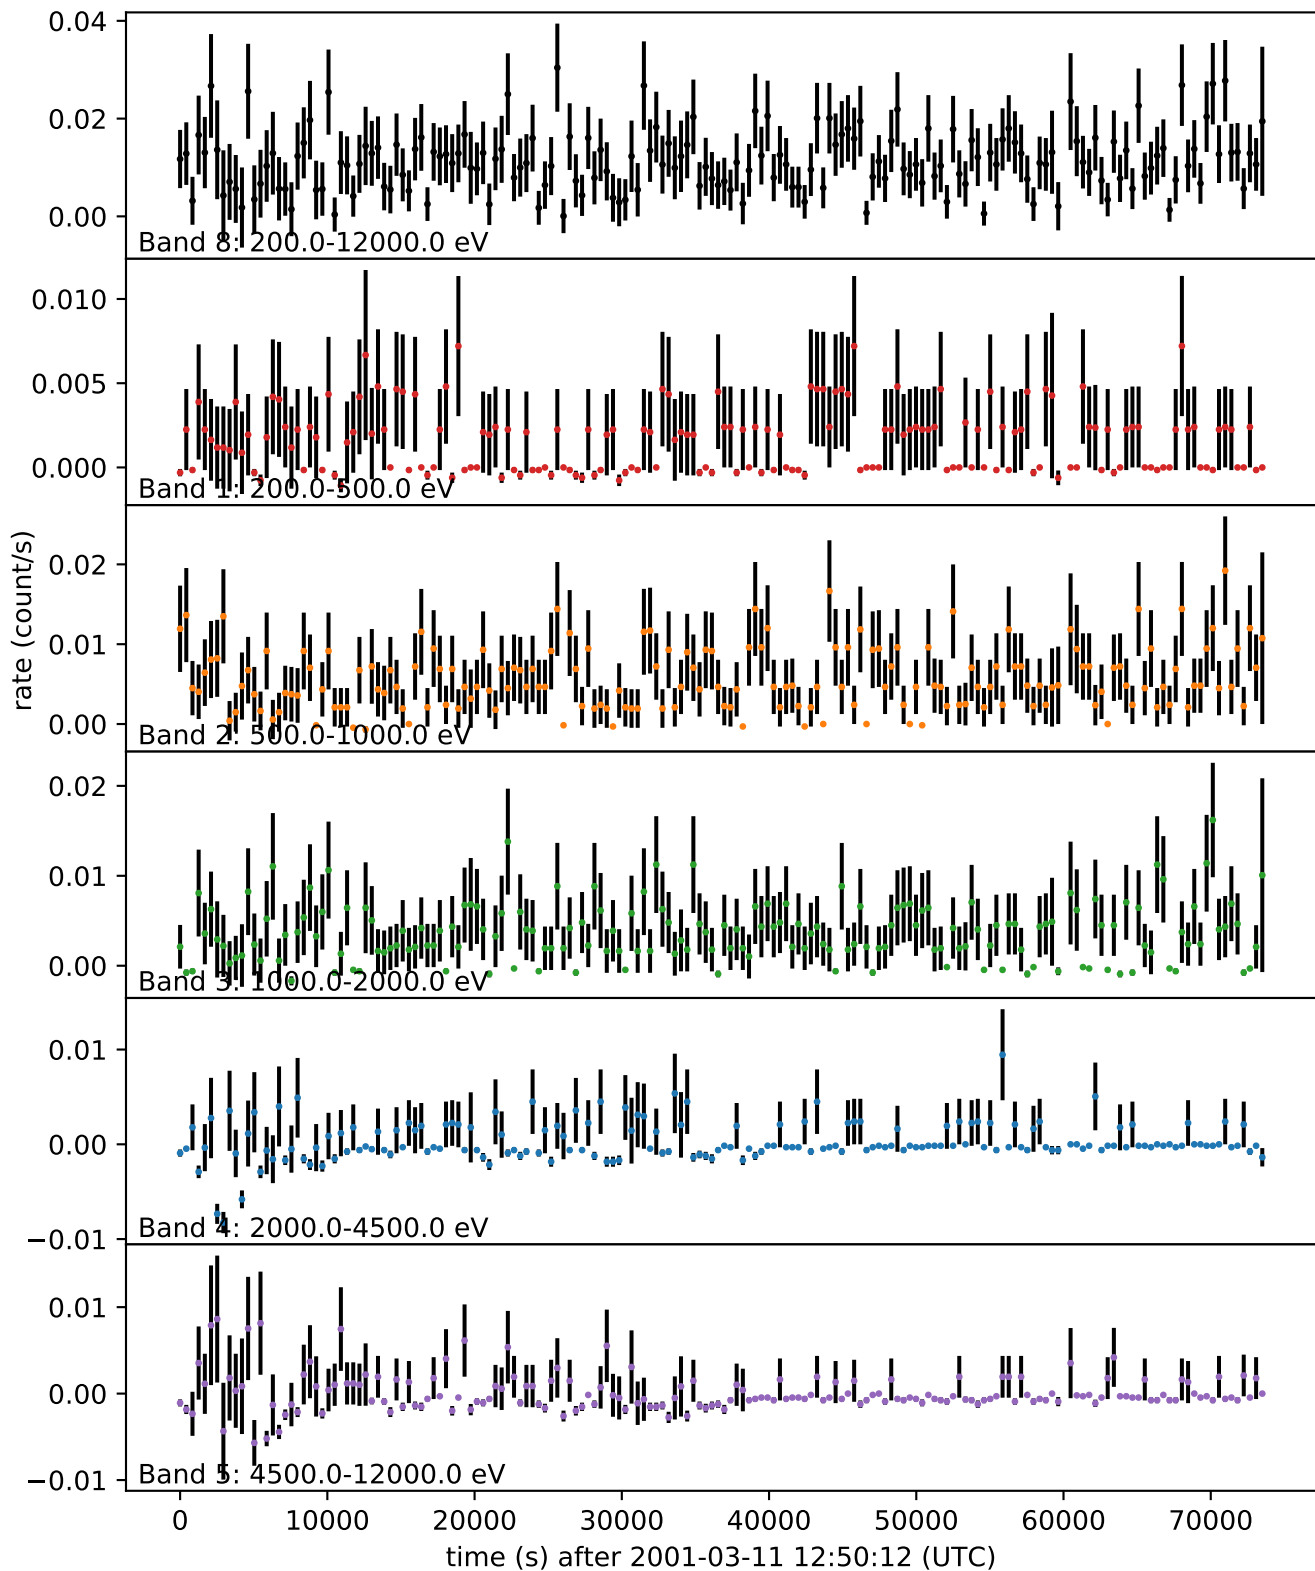 0.04
0.02
0.00
Band 8: 200.0-12000.0 eV
0.010
0.005
0.000
Band 1: 200.0-500.0 eV
rate (count/s)
0.02
0.01
0.00
Band 2: 500.0-1000.0 eV
0.02
0.01
0.00
Band 3: 1000.0-2000.0 eV
0.01
0.00
−0.01
Band 4: 2000.0-4500.0 eV
0.01
0.00
−0.01
Band 5: 4500.0-12000.0 eV
0 10000 20000 30000 40000 50000 60000 70000
time (s) after 2001-03-11 12:50:12 (UTC)